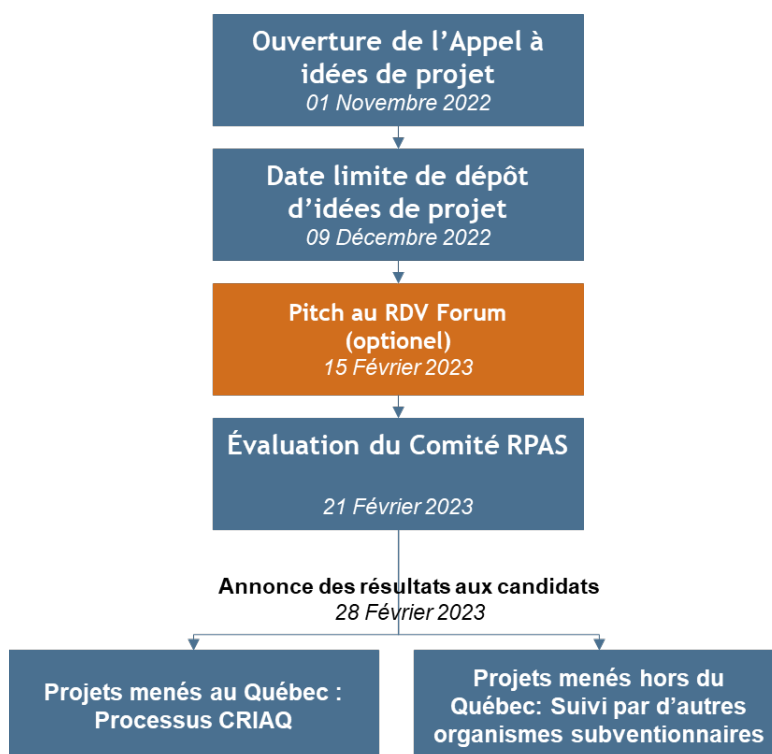 Ouverture de l’Appel à
idées de projet
01 Novembre 2022
Date limite de dépôt
d’idées de projet
09 Décembre 2022
Pitch au RDV Forum
(optionel)
15 Février 2023
Évaluation du Comité RPAS
21 Février 2023
Annonce des résultats aux candidats
28 Février 2023
Projets menés au Québec :
Processus CRIAQ
Projets menés hors du
Québec: Suivi par d’autres
organismes subventionnaires